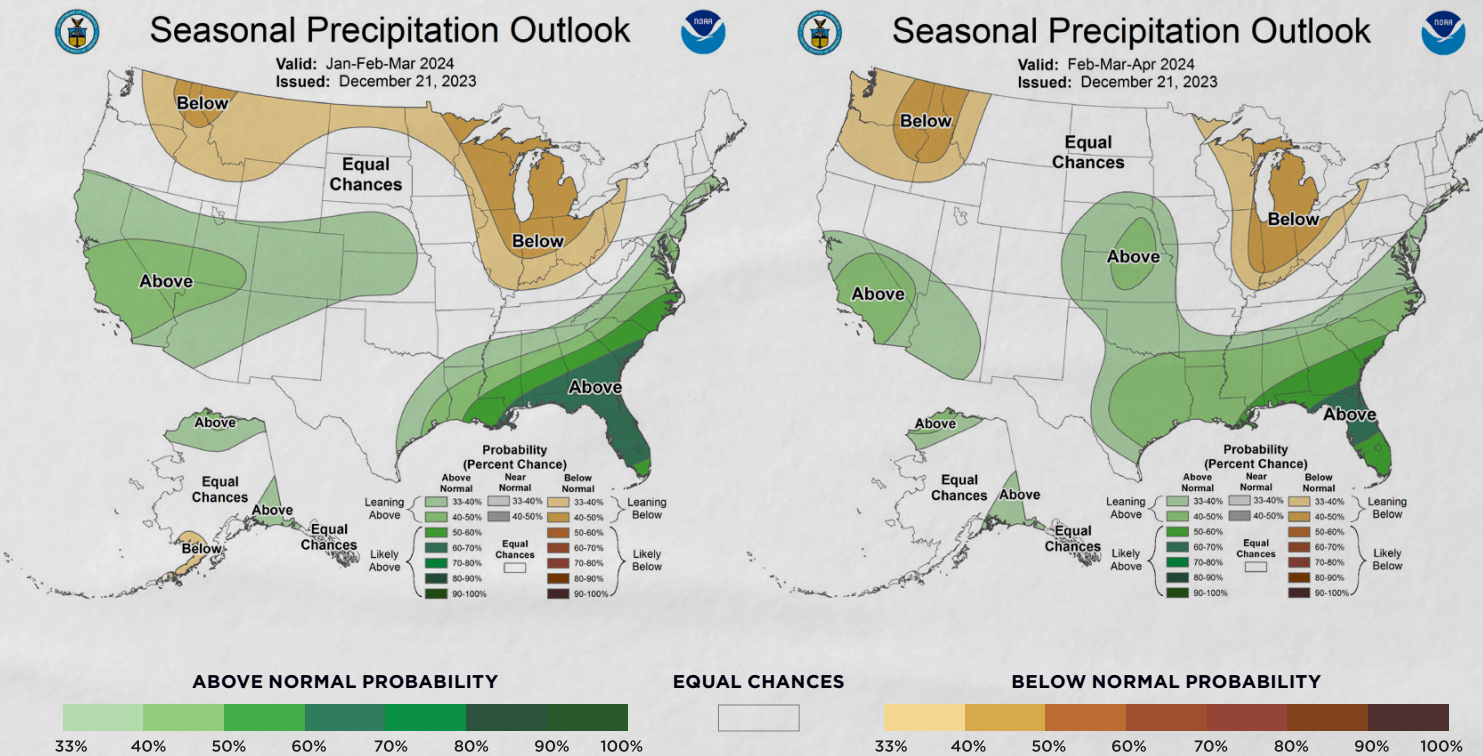 NOAA
Seasonal Precipitation Outlook
Valid: Jan-Feb-Mar 2024
Issued: December 21, 2023
Below
Equal
Chances
Below
Above
Above
Above
Equal
Chances
Above
Equal
Chances
Below
Probability
(Percent Chance)
Above
Normal
Near
Normal
Below
Normal
Leaning
Above
33-40%
33-40%
33-40%
Leaning
Below
40-50%
40-50%
40-50%
Likely
Above
50-60%
50-60%
Likely
Below
60-70%
Equal
Chances
60-70%
70-80%
70-80%
80-90%
80-90%
90-100%
90-100%
NOAA
Seasonal Precipitation Outlook
Valid: Feb-Mar-Apr 2024
Issued: December 21, 2023
Below
Equal
Chances
Below
Above
Above
Above
Above
Equal
Chances
Above
Equal
Chances
Probability
(Percent Chance)
Above
Normal
Near
Normal
Below
Normal
Leaning
Above
33-40%
33-40%
33-40%
Leaning
Below
40-50%
40-50%
40-50%
Likely
Above
50-60%
50-60%
Likely
Below
60-70%
Equal
Chances
60-70%
70-80%
70-80%
80-90%
80-90%
90-100%
90-100%
ABOVE NORMAL PROBABILITY
33% 40% 50% 60% 70% 80% 90% 100%
EQUAL CHANCES
BELOW NORMAL PROBABILITY
33% 40% 50% 60% 70% 80% 90% 100%